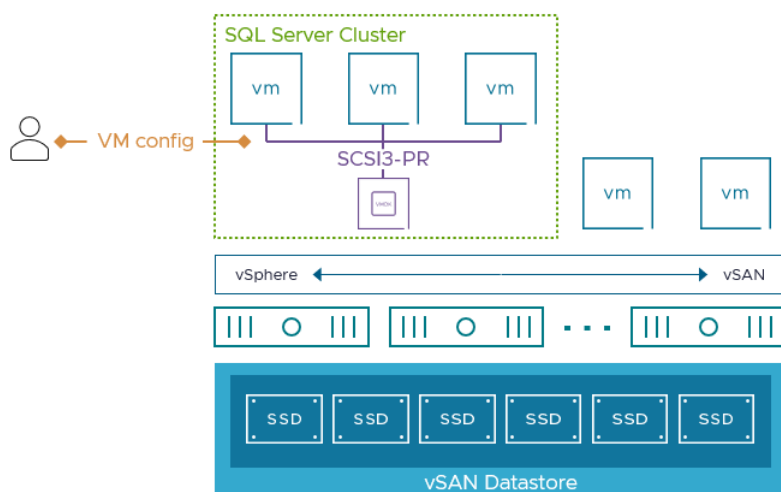 SQL Server Cluster
vm
vm
vm
VM config
SCSI3-PR
VMDK
vm
vm
vSphere
vSAN
SSD
SSD
SSD
SSD
SSD
SSD
vSAN Datastore